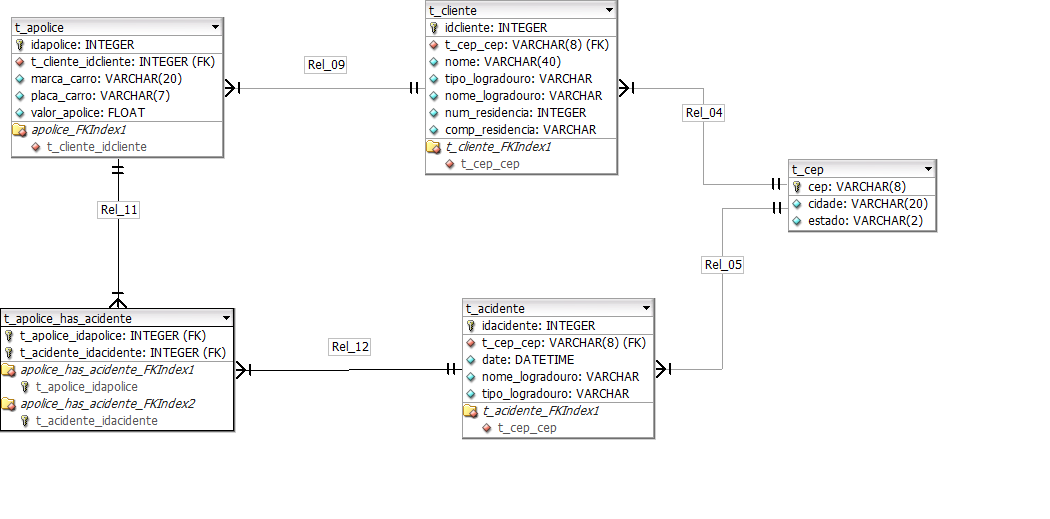 t_apolice
idapolice: INTEGER
t_cliente_idcliente: INTEGER (FK)
marca_carro: VARCHAR(20)
placa_carro: VARCHAR(7)
valor_apolice: FLOAT
apolice_FKIndex1
t_cliente_idcliente
Rel_09
t_cliente
idcliente: INTEGER
t_cep_cep: VARCHAR(8) (FK)
nome: VARCHAR(40)
tipo_logradouro: VARCHAR
nome_logradouro: VARCHAR
num_residencia: INTEGER
comp_residencia: VARCHAR
t_cliente_FKIndex1
t_cep_cep
Rel_04
t_cep
cep: VARCHAR(8)
cidade: VARCHAR(20)
estado: VARCHAR(2)
Rel_11
Rel_05
t_apolice_has_acidente
t_apolice_idapolice: INTEGER (FK)
t_acidente_idacidente: INTEGER (FK)
apolice_has_acidente_FKIndex1
t_apolice_idapolice
apolice_has_acidente_FKIndex2
t_acidente_idacidente
Rel_12
t_acidente
idacidente: INTEGER
t_cep_cep: VARCHAR(8) (FK)
date: DATETIME
nome_logradouro: VARCHAR
tipo_logradouro: VARCHAR
t_acidente_FKIndex1
t_cep_cep